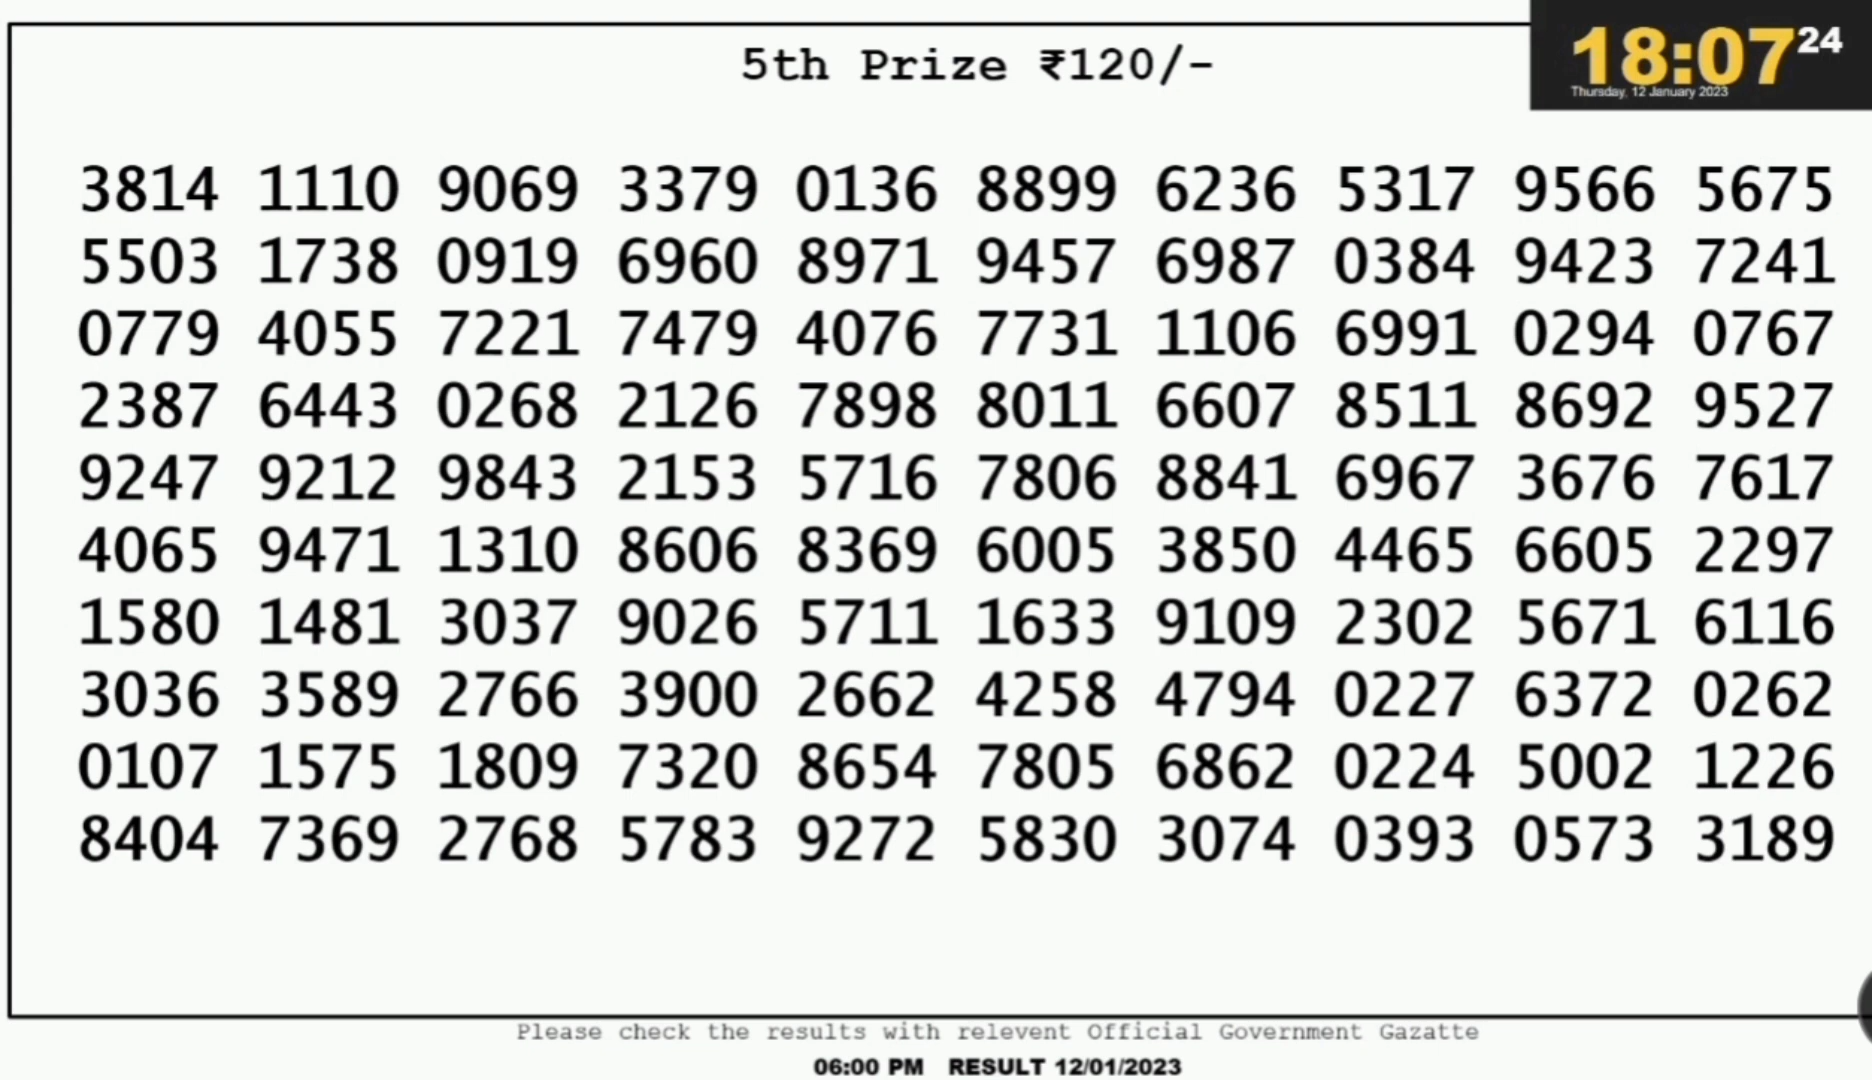 5th Prize ₹120/-
18:07 24
Thursday, 12 January 2023
3814 1110 9069 3379 0136 8899 6236 5317 9566 5675
5503 1738 0919 6960 8971 9457 6987 0384 9423 7241
0779 4055 7221 7479 4076 7731 1106 6991 0294 0767
2387 6443 0268 2126 7898 8011 6607 8511 8692 9527
9247 9212 9843 2153 5716 7806 8841 6967 3676 7617
4065 9471 1310 8606 8369 6005 3850 4465 6605 2297
1580 1481 3037 9026 5711 1633 9109 2302 5671 6116
3036 3589 2766 3900 2662 4258 4794 0227 6372 0262
0107 1575 1809 7320 8654 7805 6862 0224 5002 1226
8404 7369 2768 5783 9272 5830 3074 0393 0573 3189
Please check the results with relevent Official Government Gazatte
06:00 PM RESULT 12/01/2023